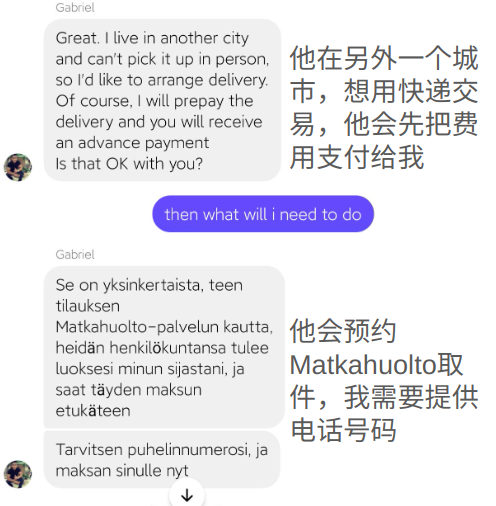 Gabriel
Great. I live in another city
and can't pick it up in person,
so I'd like to arrange delivery.
Of course, I will prepay the
delivery and you will receive
an advance payment
Is that OK with you?
他在另外一个城
市，想用快递交
易，他会先把费
用支付给我
then what will i need to do
Gabriel
Se on yksinkertaista, teen
tilauksen
Matkahuolto-palvelun kautta,
heidän henkilökuntansa tulee
luoksesi minun sijastani, ja
saat täyden maksun
etukäteen
他会预约
Matkahuolto取
件，我需要提供
电话号码
Tarvitsen puhelinnumerosi, ja
maksan sinulle nyt